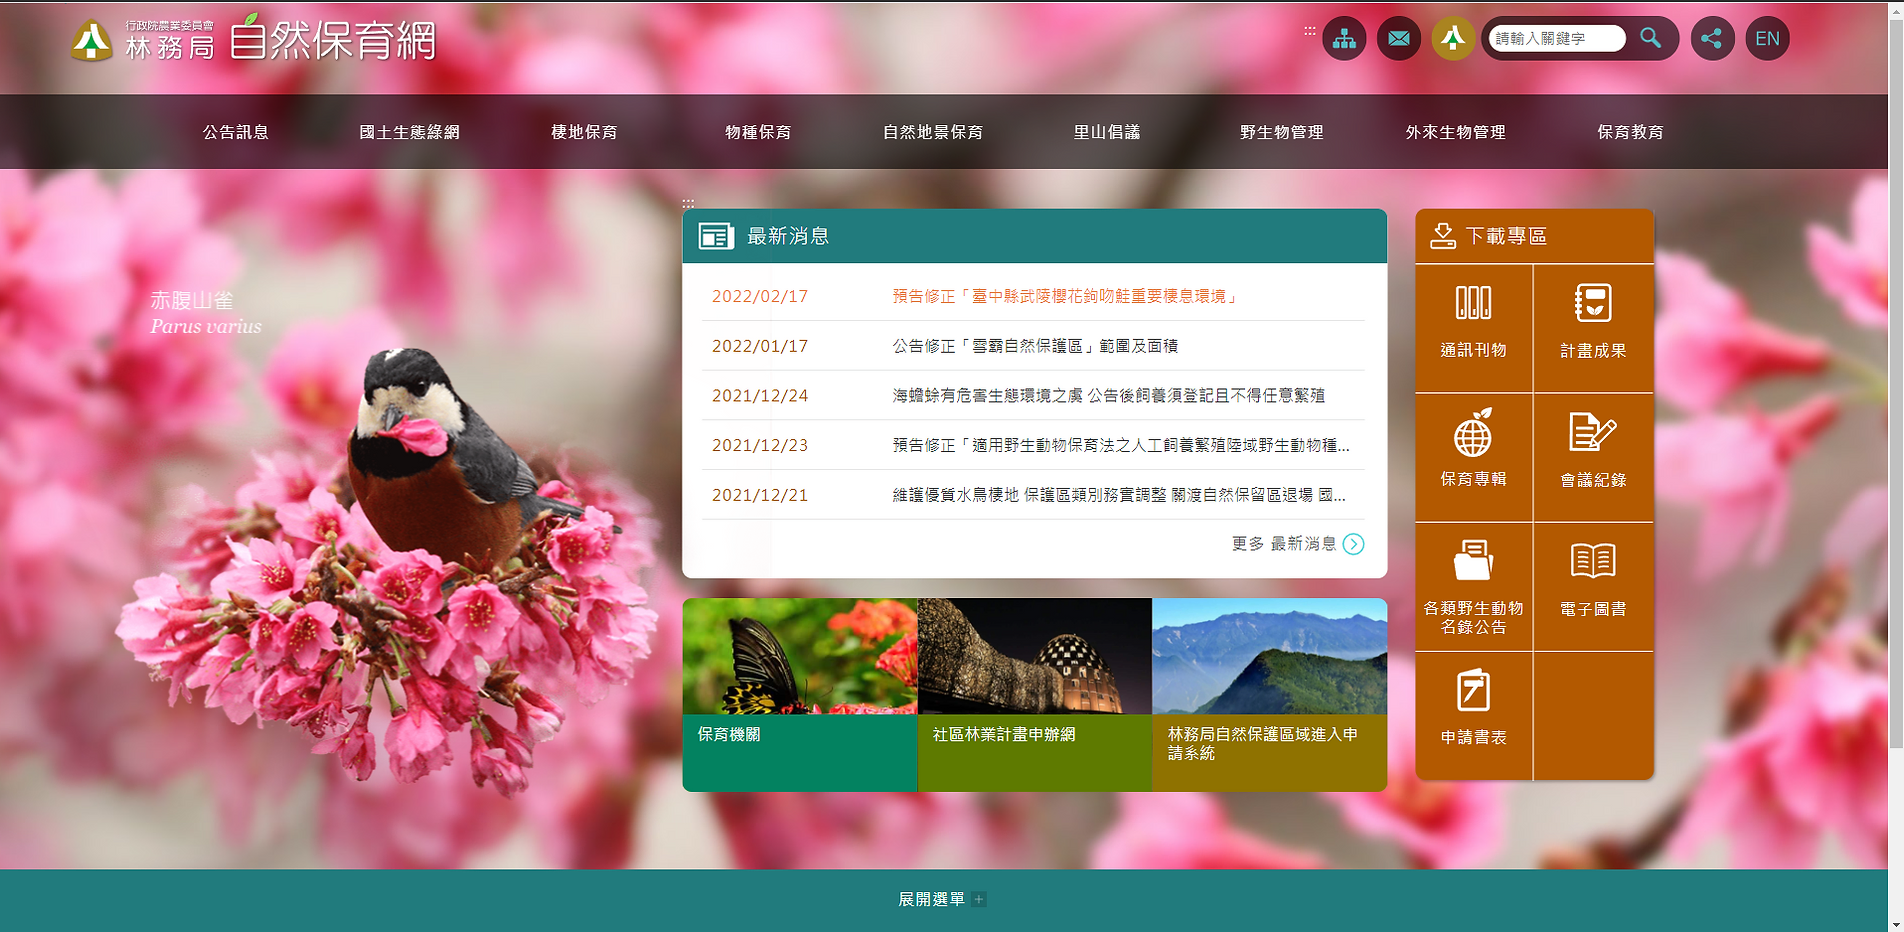 行政院農業委員會
林務局 自然保育網
:::
請輸入關鍵字
EN
公告訊息 國土生態綠網 棲地保育 物種保育 自然地景保育 里山倡議 野生物管理 外來生物管理 保育教育
:::
赤腹山雀
Parus varius
最新消息
2022/02/17 預告修正「臺中縣武陵櫻花鉤吻鮭重要棲息環境」
2022/01/17 公告修正「雪霸自然保護區」範圍及面積
2021/12/24 海蟾蜍有危害生態環境之虞 公告後飼養須登記且不得任意繁殖
2021/12/23 預告修正「適用野生動物保育法之人工飼養繁殖陸域野生動物種...
2021/12/21 維護優質水鳥棲地 保護區類別務實調整 關渡自然保留區退場 國...
更多 最新消息
保育機關
社區林業計畫申辦網
林務局自然保護區域進入申
請系統
下載專區
通訊刊物 計畫成果
保育專輯 會議紀錄
各類野生動物
名錄公告
電子圖書
申請書表
展開選單 +